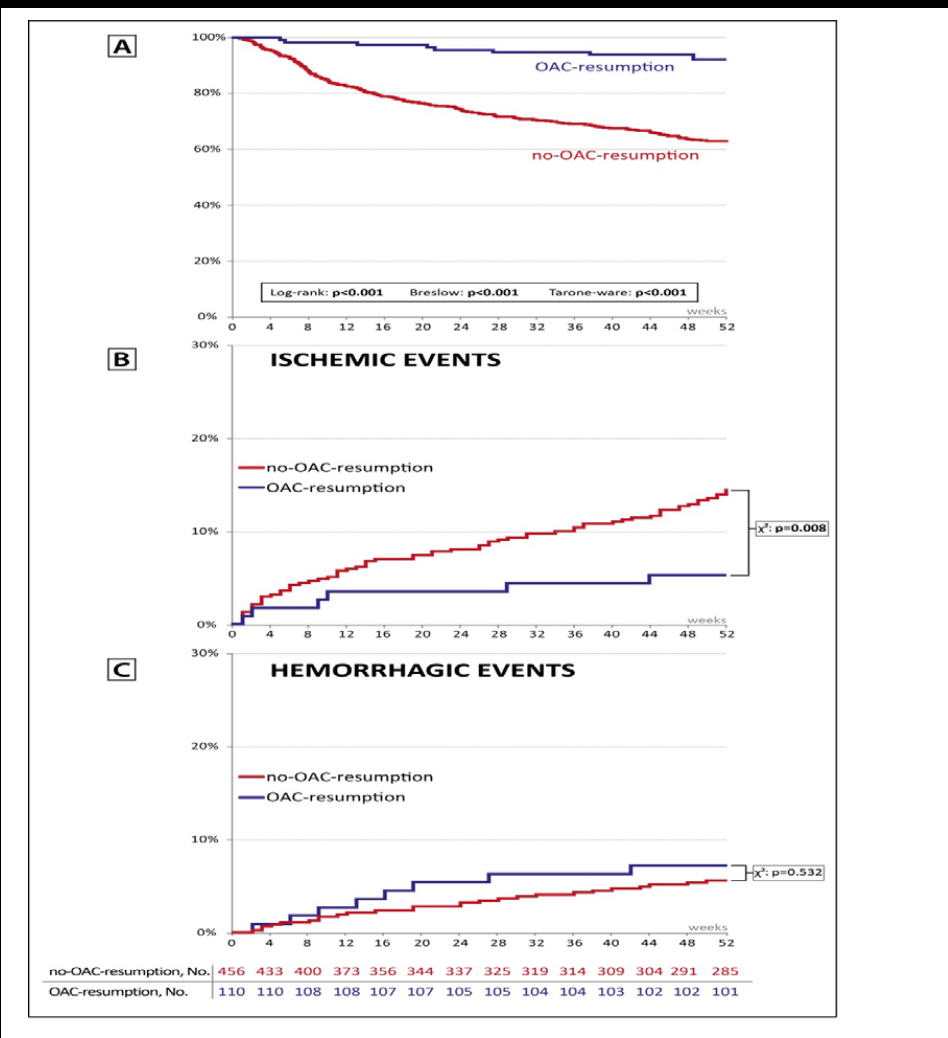 A
100%
OAC-resumption
80%
60%
no-OAC-resumption
40%
20%
Log-rank: p<0.001 Breslow: p<0.001 Tarone-ware: p<0.001
weeks
0%
0 4 8 12 16 20 24 28 32 36 40 44 48 52
B
30%
ISCHEMIC EVENTS
20%
no-OAC-resumption
OAC-resumption
10%
χ²: p=0.008
weeks
0%
0 4 8 12 16 20 24 28 32 36 40 44 48 52
C
30%
HEMORRHAGIC EVENTS
20%
no-OAC-resumption
OAC-resumption
10%
χ²: p=0.532
weeks
0%
0 4 8 12 16 20 24 28 32 36 40 44 48 52
no-OAC-resumption, No. 456 433 400 373 356 344 337 325 319 314 309 304 291 285
OAC-resumption, No. 110 110 108 108 107 107 105 105 104 104 103 102 102 101